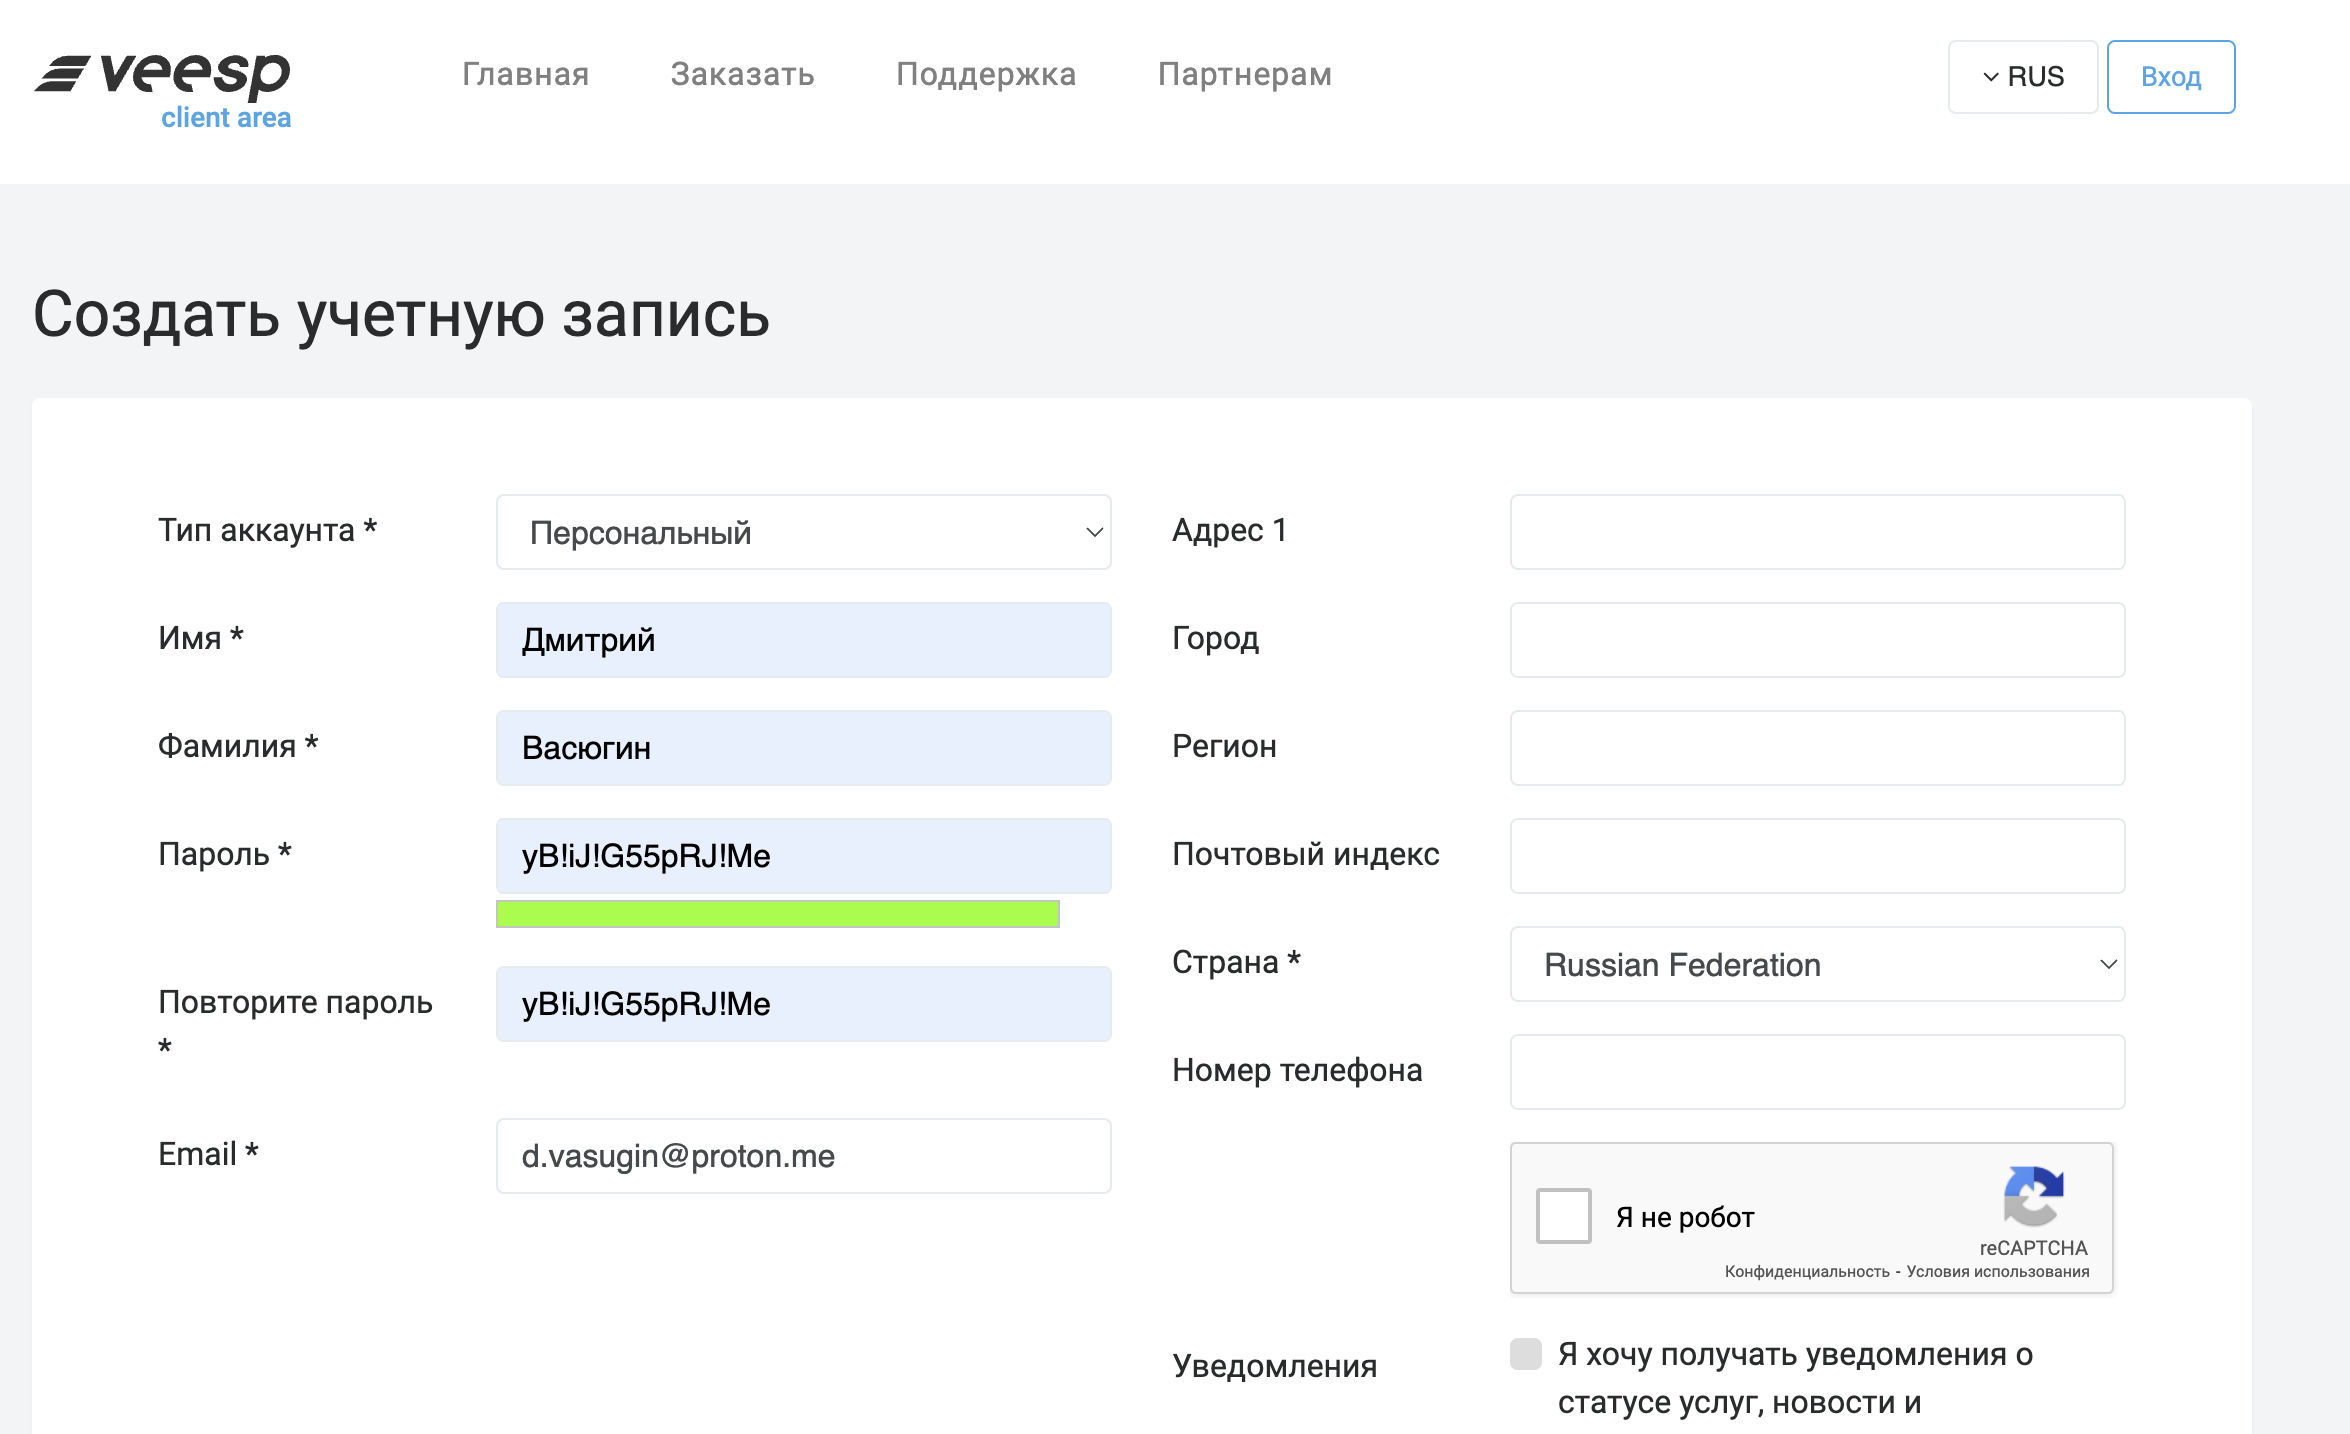 veesp
client area
Главная
Заказать
Поддержка
Партнерам
RUS
Вход
Создать учетную запись
Тип аккаунта *
Персональный
Имя *
Дмитрий
Фамилия *
Васюгин
Пароль *
yB!iJ!G55pRJ!Me
Повторите пароль
*
yB!iJ!G55pRJ!Me
Email *
d.vasugin@proton.me
Адрес 1
Город
Регион
Почтовый индекс
Страна *
Russian Federation
Номер телефона
Я не робот
reCAPTCHA
Конфиденциальность - Условия использования
Уведомления
Я хочу получать уведомления о
статусе услуг, новости и